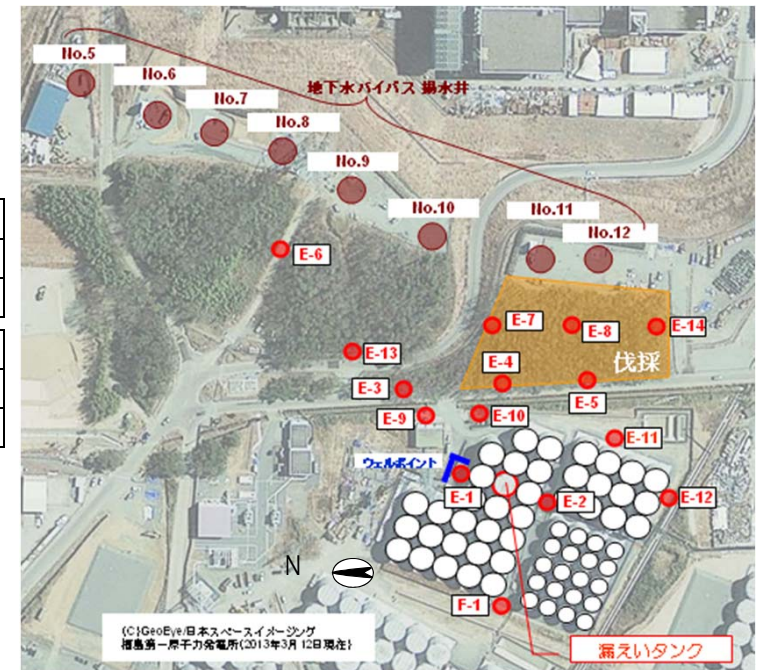 No.5
No.6
No.7
地下水バイパス 揚水井
No.8
No.9
No.10
No.11
No.12
E-6
E-7
E-8
E-14
E-13
E-4
伐採
E-3
E-5
E-9
E-10
E-11
ウェルポイント
E-1
E-2
E-12
N
F-1
(C)GeoEye/日本スペースイメージング
福島第一原子力発電所(2013年3月12日現在)
漏えいタンク